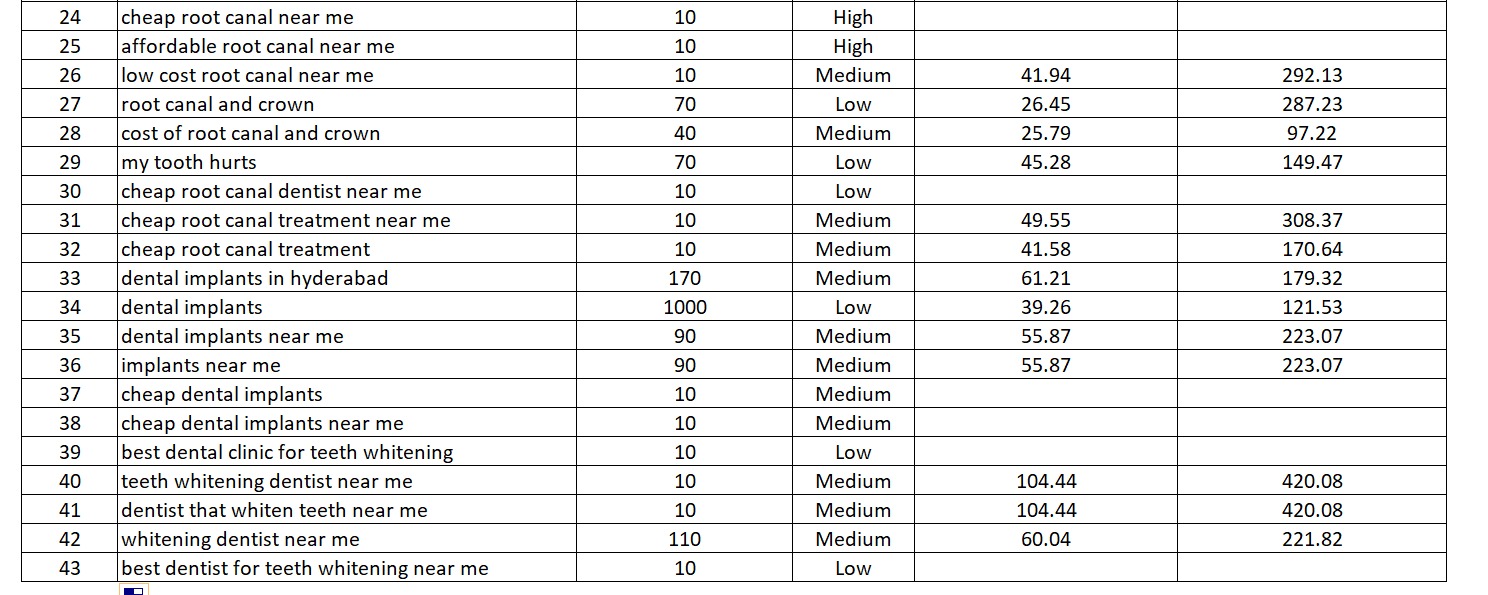 24 cheap root canal near me 10 High
25 affordable root canal near me 10 High
26 low cost root canal near me 10 Medium 41.94 292.13
27 root canal and crown 70 Low 26.45 287.23
28 cost of root canal and crown 40 Medium 25.79 97.22
29 my tooth hurts 70 Low 45.28 149.47
30 cheap root canal dentist near me 10 Low
31 cheap root canal treatment near me 10 Medium 49.55 308.37
32 cheap root canal treatment 10 Medium 41.58 170.64
33 dental implants in hyderabad 170 Medium 61.21 179.32
34 dental implants 1000 Low 39.26 121.53
35 dental implants near me 90 Medium 55.87 223.07
36 implants near me 90 Medium 55.87 223.07
37 cheap dental implants 10 Medium
38 cheap dental implants near me 10 Medium
39 best dental clinic for teeth whitening 10 Low
40 teeth whitening dentist near me 10 Medium 104.44 420.08
41 dentist that whiten teeth near me 10 Medium 104.44 420.08
42 whitening dentist near me 110 Medium 60.04 221.82
43 best dentist for teeth whitening near me 10 Low